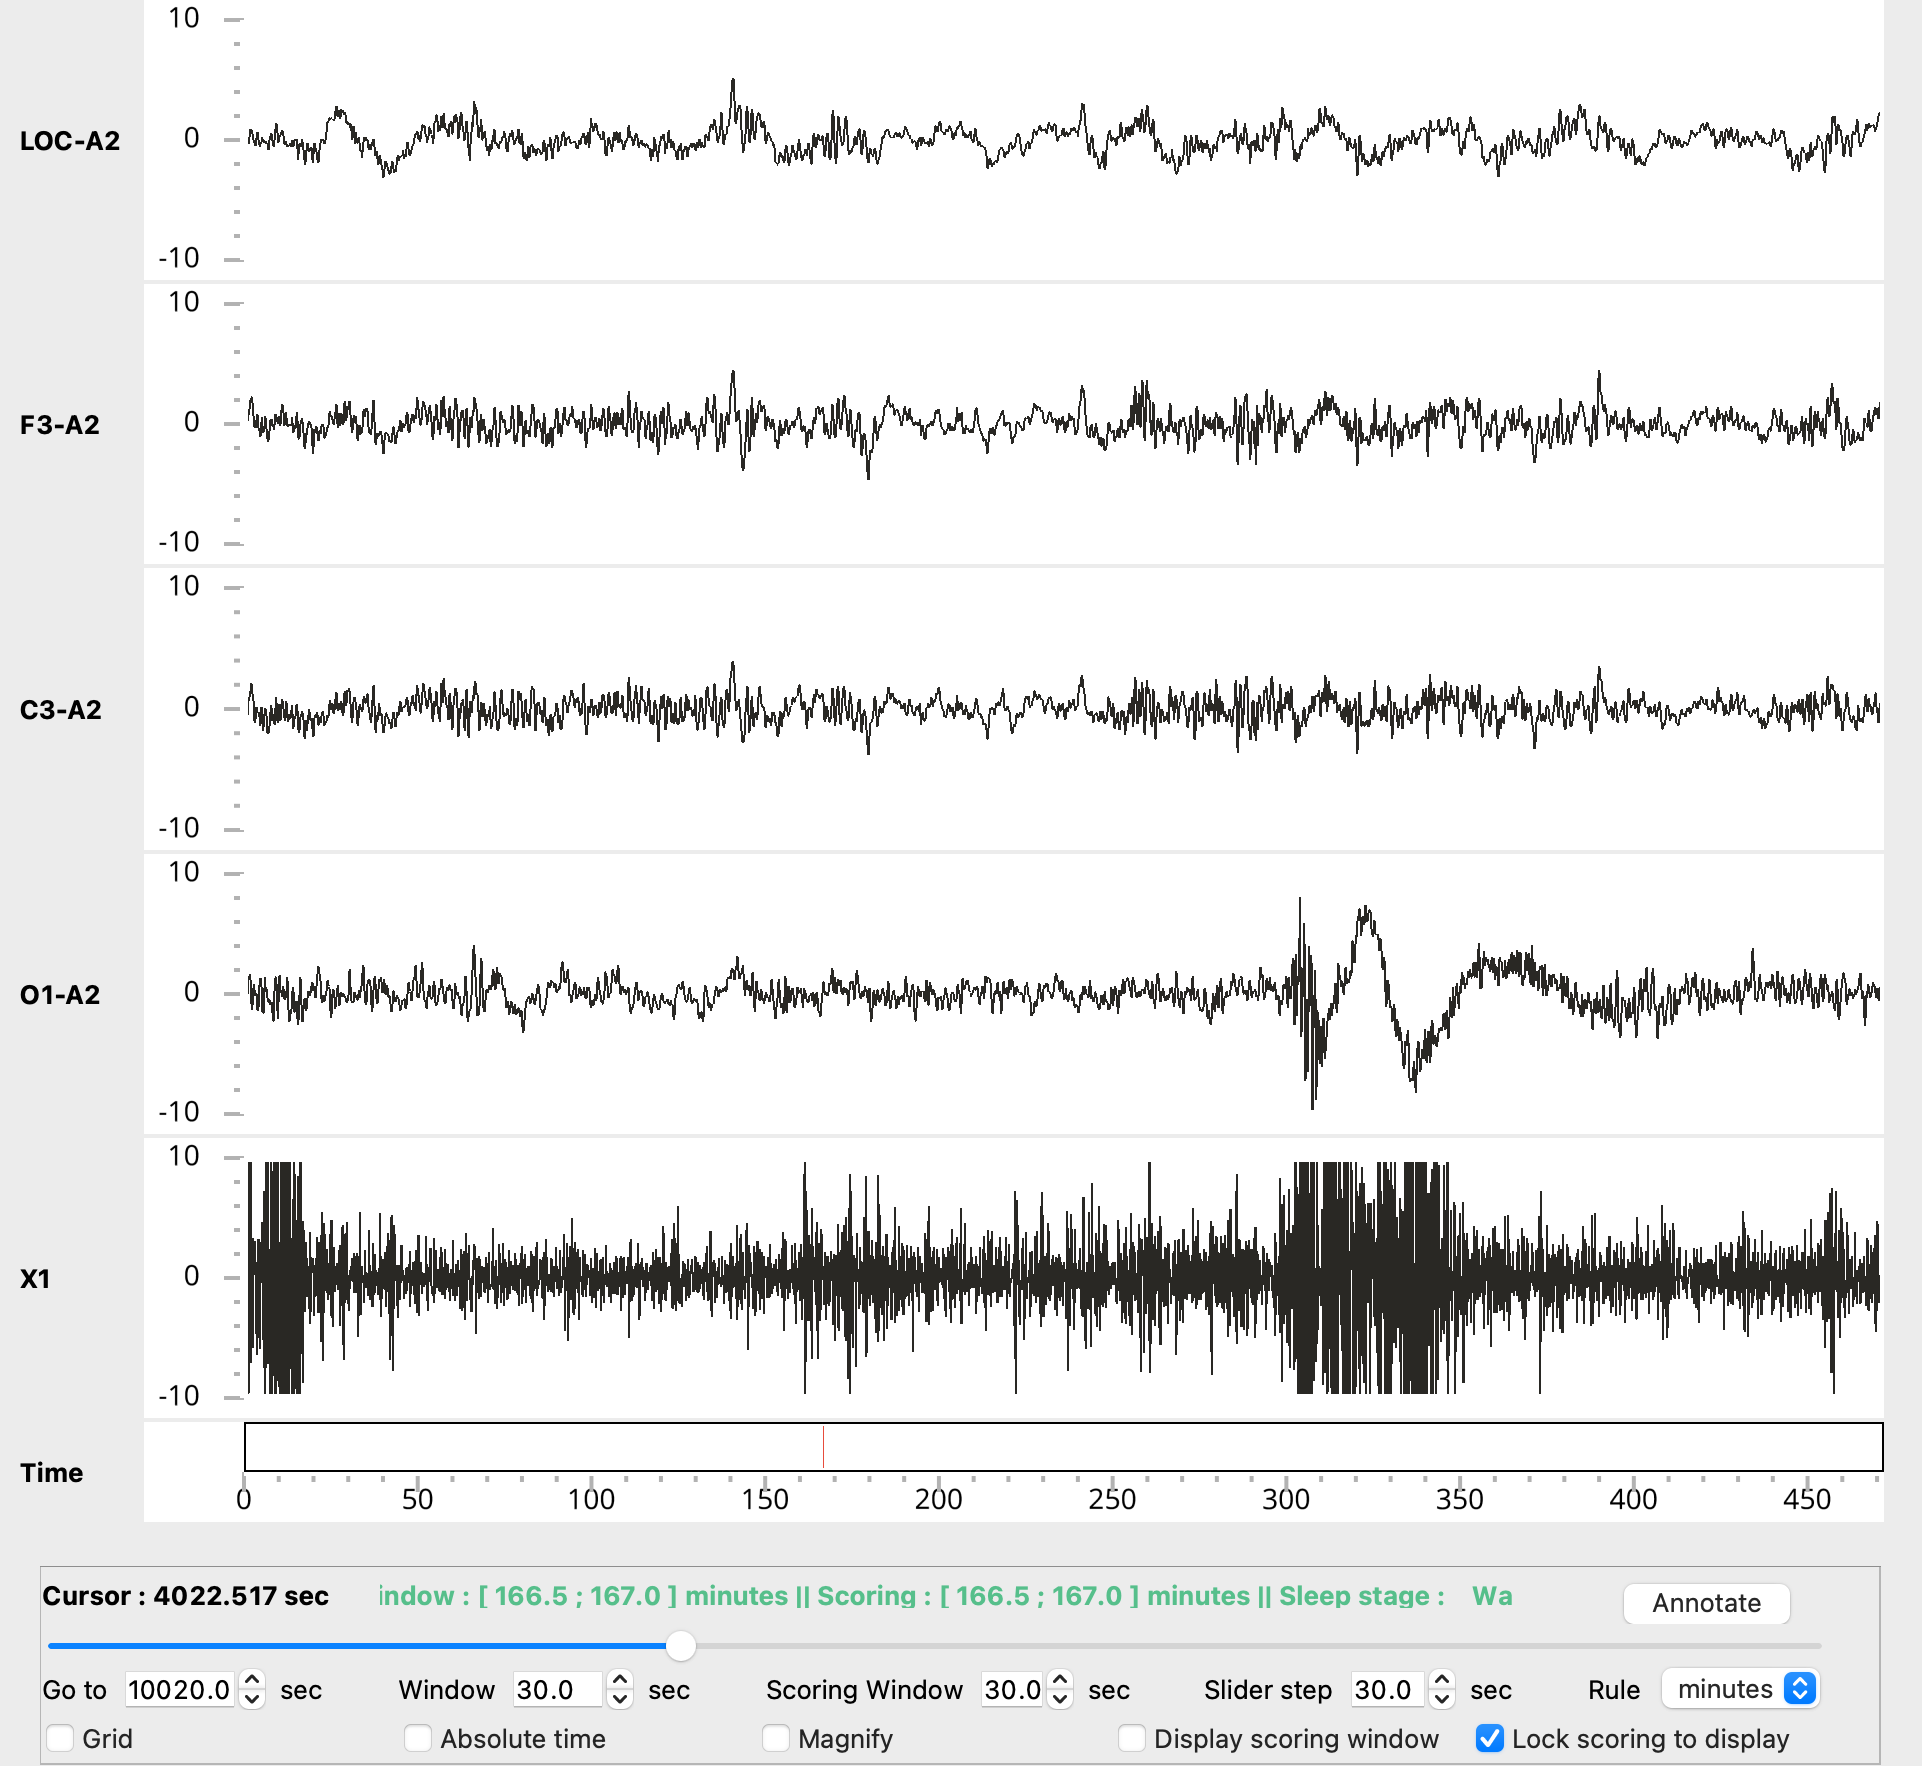 10
LOC-A2 0
-10
10
F3-A2 0
-10
10
C3-A2 0
-10
10
O1-A2 0
-10
10
X1 0
-10
Time
0 50 100 150 200 250 300 350 400 450
Cursor : 4022.517 sec indow : [ 166.5 ; 167.0 ] minutes || Scoring : [ 166.5 ; 167.0 ] minutes || Sleep stage : Wa Annotate
Go to 10020.0 sec Window 30.0 sec Scoring Window 30.0 sec Slider step 30.0 sec Rule minutes
Grid Absolute time Magnify Display scoring window Lock scoring to display